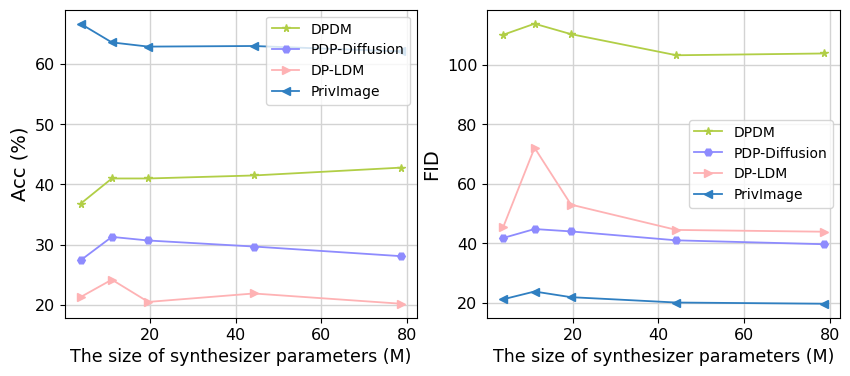 DPDM
PDP-Diffusion
DP-LDM
PrivImage
60
50
40
30
20
Acc (%)
20
40
60
80
The size of synthesizer parameters (M)
DPDM
PDP-Diffusion
DP-LDM
PrivImage
100
80
60
40
20
FID
20
40
60
80
The size of synthesizer parameters (M)